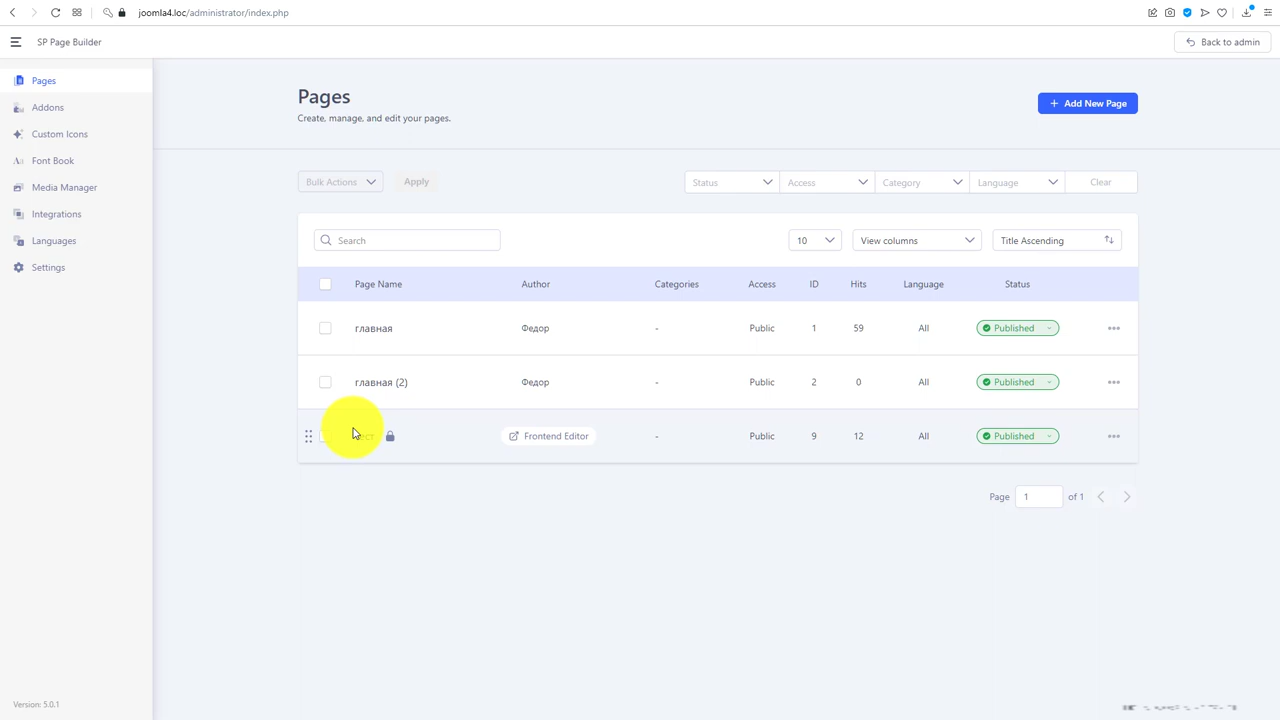 joomla4.loc/administrator/index.php
SP Page Builder
Back to admin
Pages
Addons
Custom Icons
Font Book
Media Manager
Integrations
Languages
Settings
Version: 5.0.1
Pages
Create, manage, and edit your pages.
+ Add New Page
Bulk Actions Apply Status Access Category Language Clear
Search 10 View columns Title Ascending
Page Name Author Categories Access ID Hits Language Status
главная Федор - Public 1 59 All Published
главная (2) Федор - Public 2 0 All Published
Frontend Editor - Public 9 12 All Published
Page 1 of 1